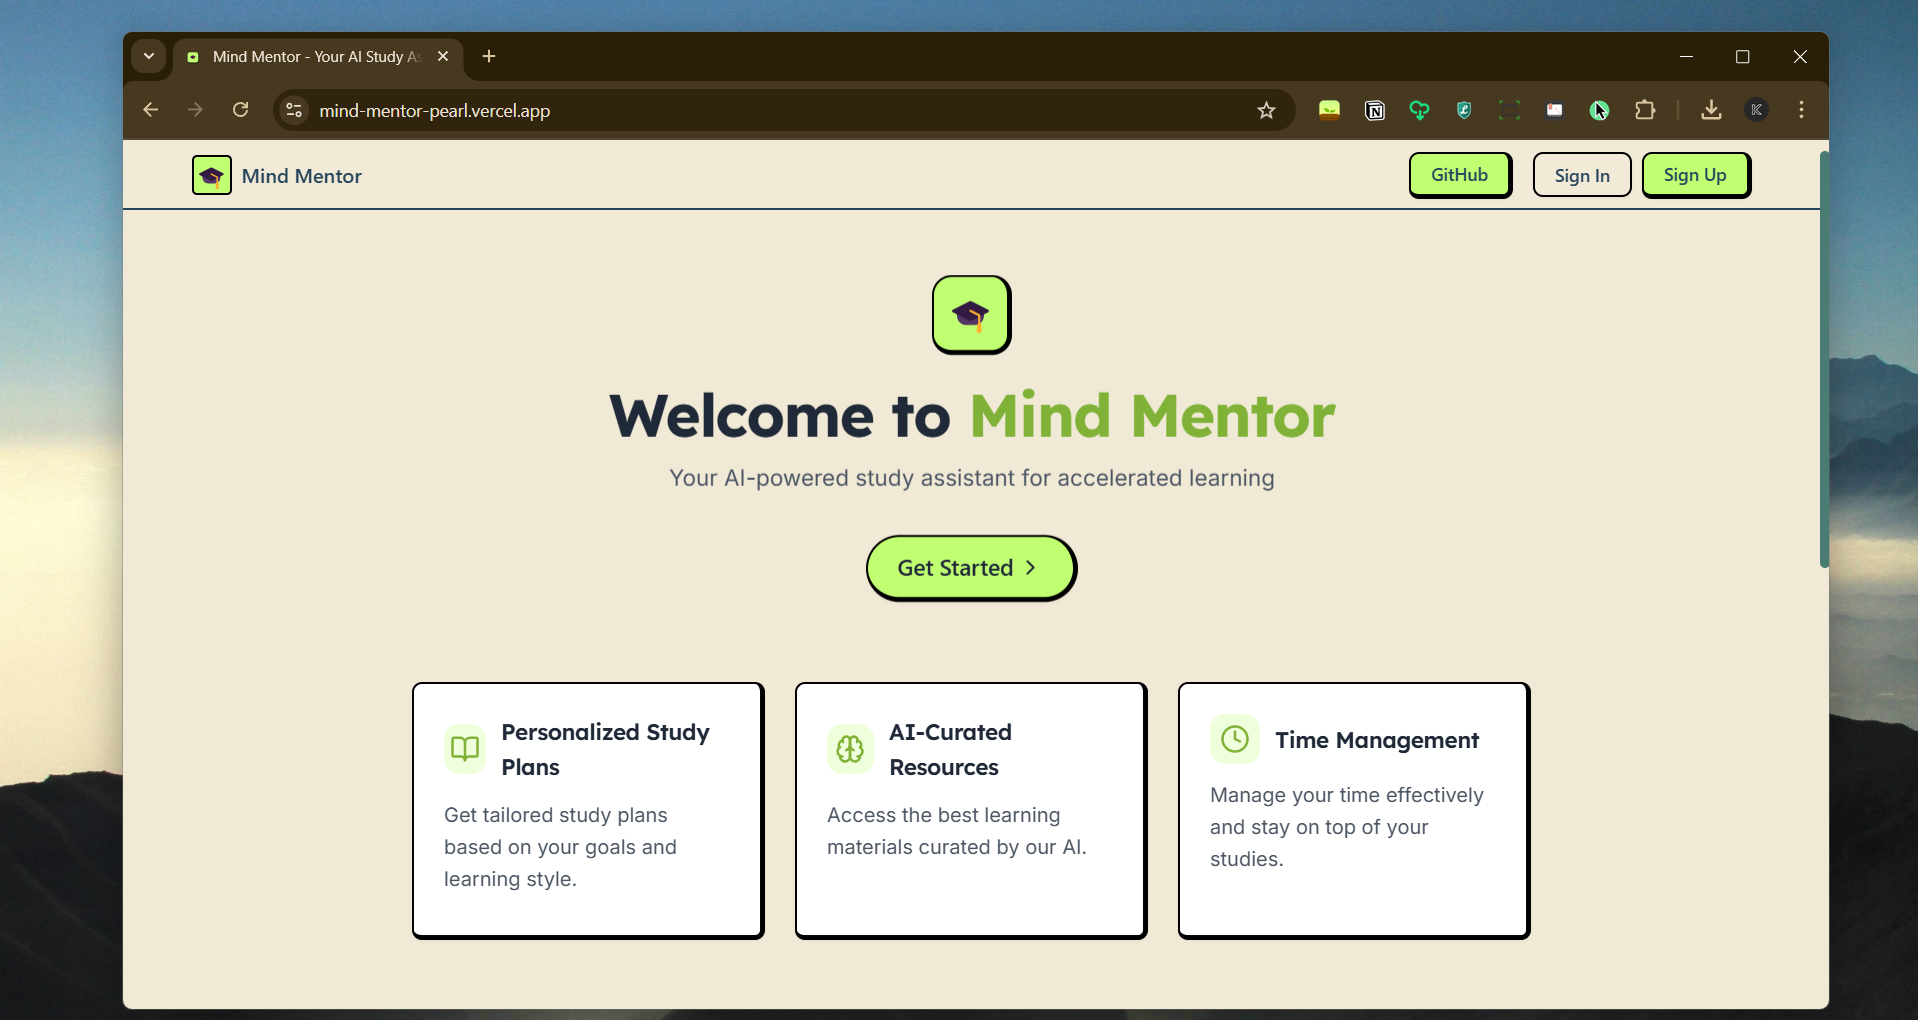 Mind Mentor - Your AI Study As
mind-mentor-pearl.vercel.app
K
Mind Mentor
GitHub
Sign In
Sign Up
Welcome to Mind Mentor
Your AI-powered study assistant for accelerated learning
Get Started
Personalized Study
Plans
Get tailored study plans
based on your goals and
learning style.
AI-Curated
Resources
Access the best learning
materials curated by our AI.
Time Management
Manage your time effectively
and stay on top of your
studies.